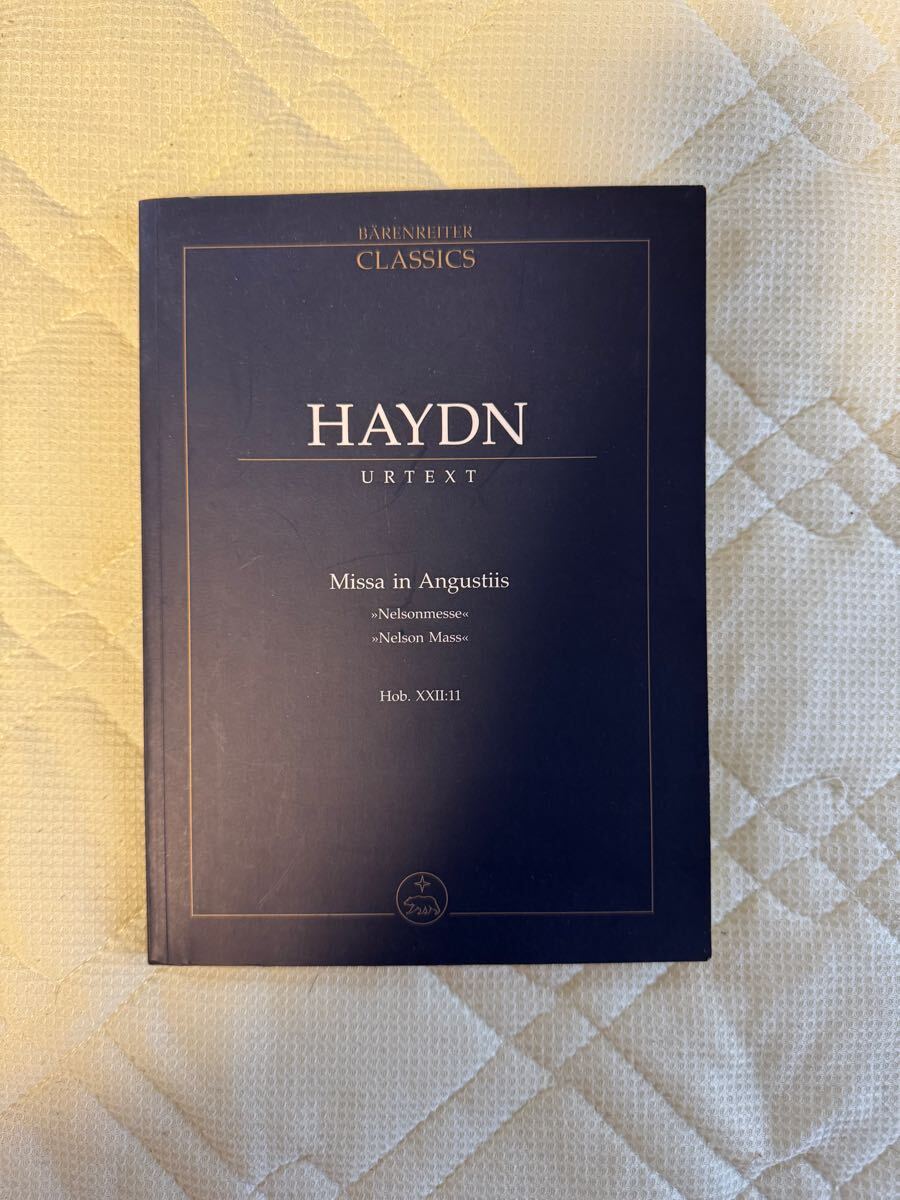 BÄRENREITER
CLASSICS
HAYDN
URTEXT
Missa in Angustiis
»Nelsonmesse«
»Nelson Mass«
Hob. XXII:11